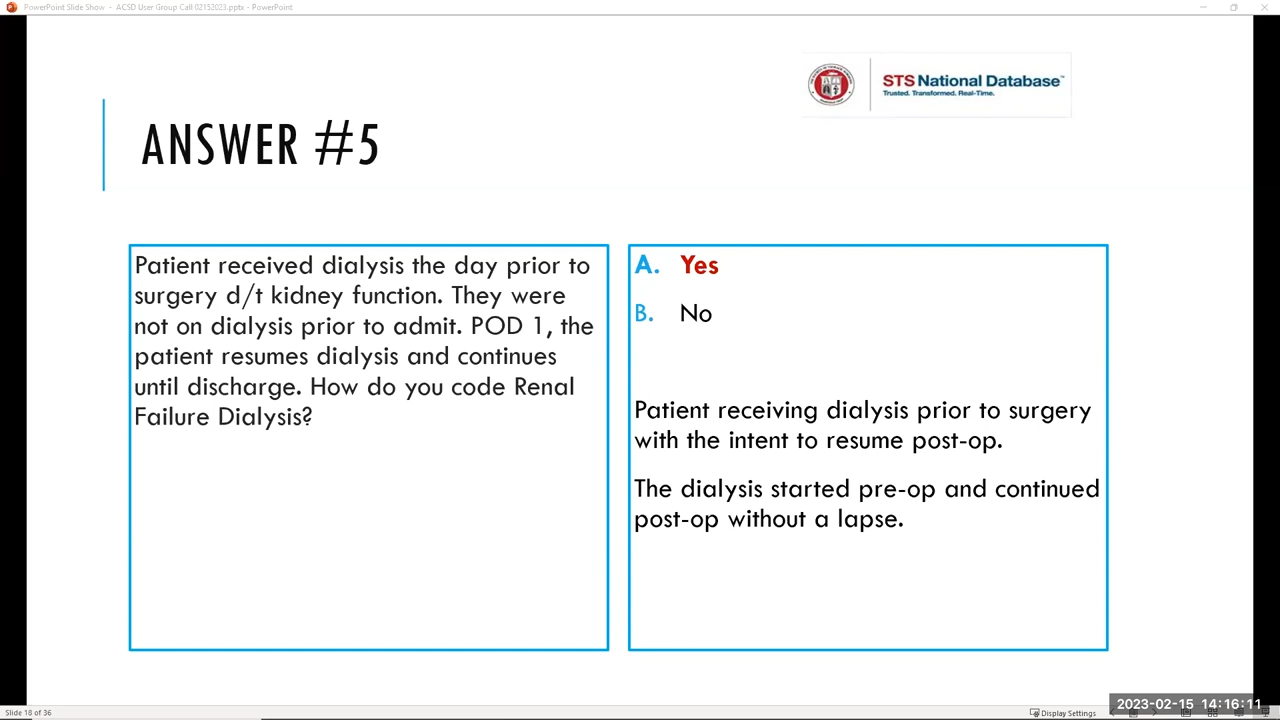 PowerPoint Slide Show - ACSD User Group Call 02152023.pptx - PowerPoint
STS National Database™
Trusted. Transformed. Real-Time.
ANSWER #5
Patient received dialysis the day prior to
surgery d/t kidney function. They were
not on dialysis prior to admit. POD 1, the
patient resumes dialysis and continues
until discharge. How do you code Renal
Failure Dialysis?
A. Yes
B. No
Patient receiving dialysis prior to surgery
with the intent to resume post-op.
The dialysis started pre-op and continued
post-op without a lapse.
2023-02-15 14:16:11
Slide 18 of 36
Display Settings